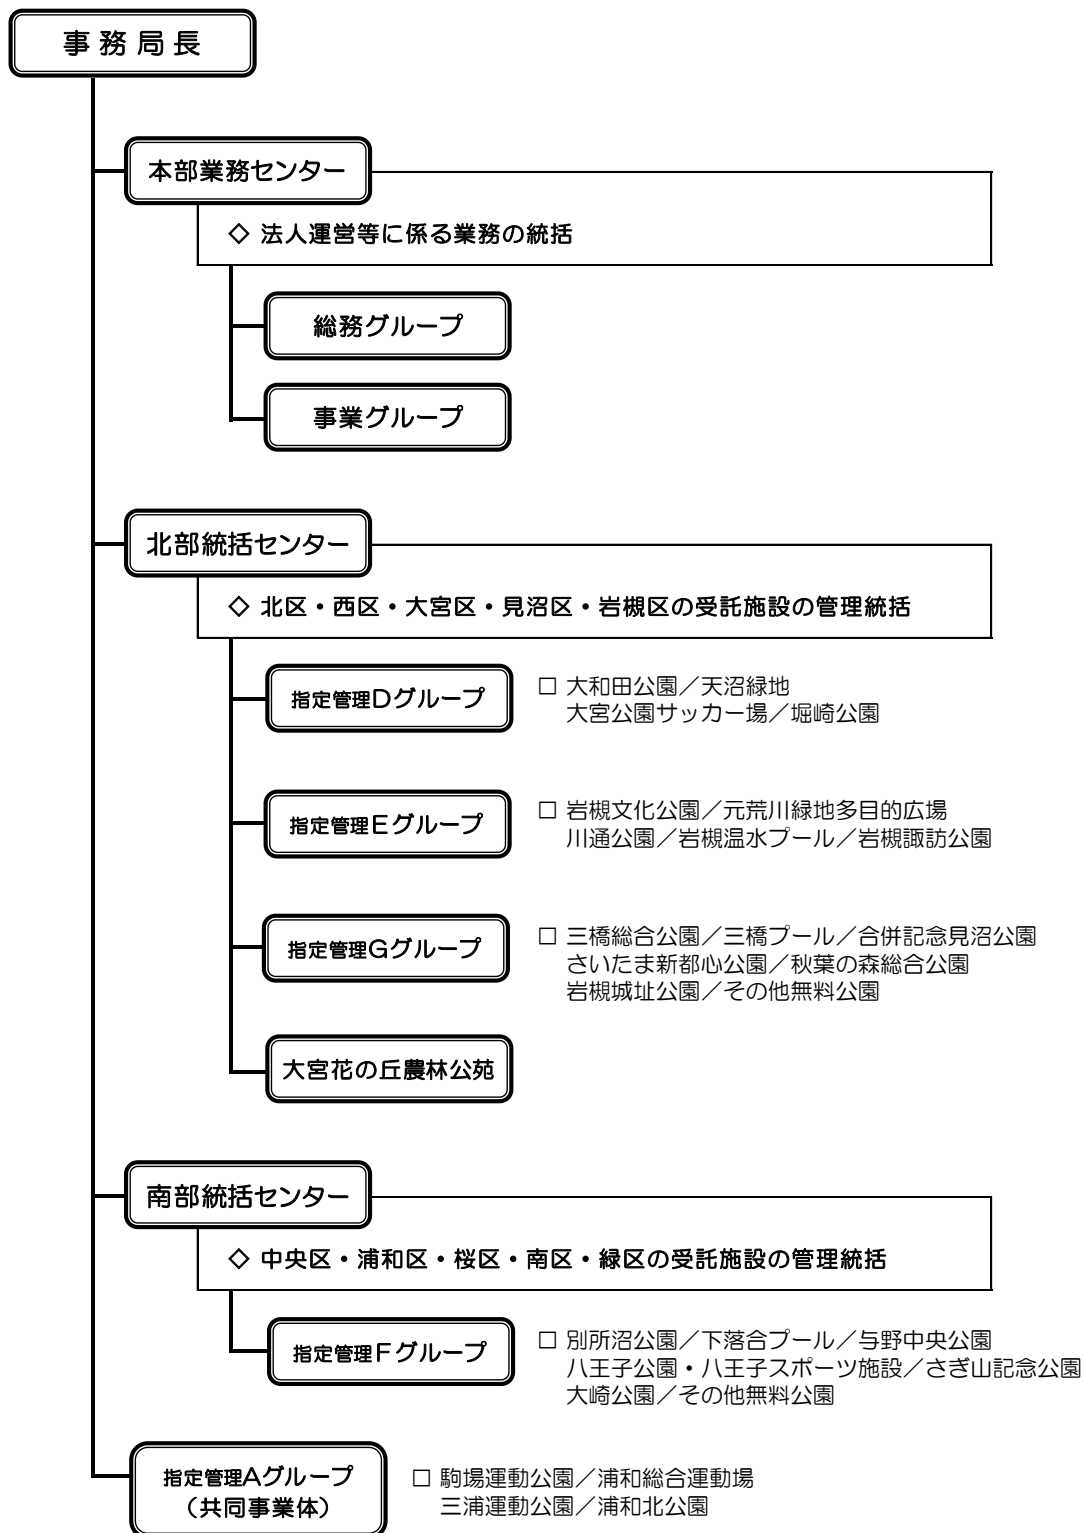 事務局長
本部業務センター
◇ 法人運営等に係る業務の統括
総務グループ
事業グループ
北部統括センター
◇ 北区・西区・大宮区・見沼区・岩槻区の受託施設の管理統括
指定管理Dグループ
□ 大和田公園／天沼緑地
大宮公園サッカー場／堀崎公園
指定管理Eグループ
□ 岩槻文化公園／元荒川緑地多目的広場
川通公園／岩槻温水プール／岩槻諏訪公園
指定管理Gグループ
□ 三橋総合公園／三橋プール／合併記念見沼公園
さいたま新都心公園／秋葉の森総合公園
岩槻城址公園／その他無料公園
大宮花の丘農林公苑
南部統括センター
◇ 中央区・浦和区・桜区・南区・緑区の受託施設の管理統括
指定管理Fグループ
□ 別所沼公園／下落合プール／与野中央公園
八王子公園・八王子スポーツ施設／さぎ山記念公園
大崎公園／その他無料公園
指定管理Aグループ
（共同事業体）
□ 駒場運動公園／浦和総合運動場
三浦運動公園／浦和北公園